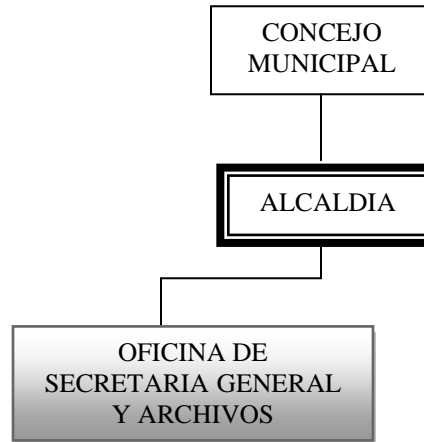 CONCEJO
MUNICIPAL
ALCALDIA
OFICINA DE
SECRETARIA GENERAL
Y ARCHIVOS